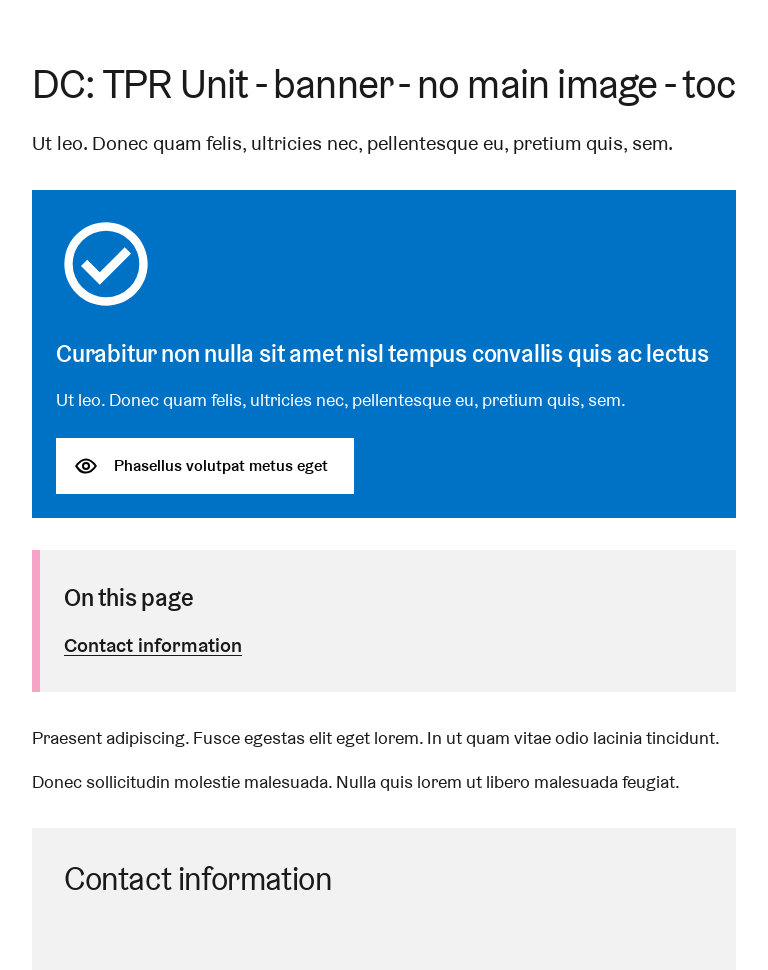 DC: TPR Unit - banner - no main image - toc
Ut leo. Donec quam felis, ultricies nec, pellentesque eu, pretium quis, sem.
Curabitur non nulla sit amet nisl tempus convallis quis ac lectus
Ut leo. Donec quam felis, ultricies nec, pellentesque eu, pretium quis, sem.
Phasellus volutpat metus eget
On this page
Contact information
Praesent adipiscing. Fusce egestas elit eget lorem. In ut quam vitae odio lacinia tincidunt.
Donec sollicitudin molestie malesuada. Nulla quis lorem ut libero malesuada feugiat.
Contact information